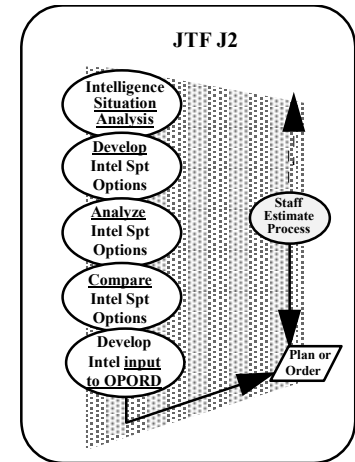 JTF J2
Intelligence
Situation
Analysis
Develop
Intel Spt
Options
Analyze
Intel Spt
Options
Compare
Intel Spt
Options
Develop
Intel input
to OPORD
Staff
Estimate
Process
Plan or
Order